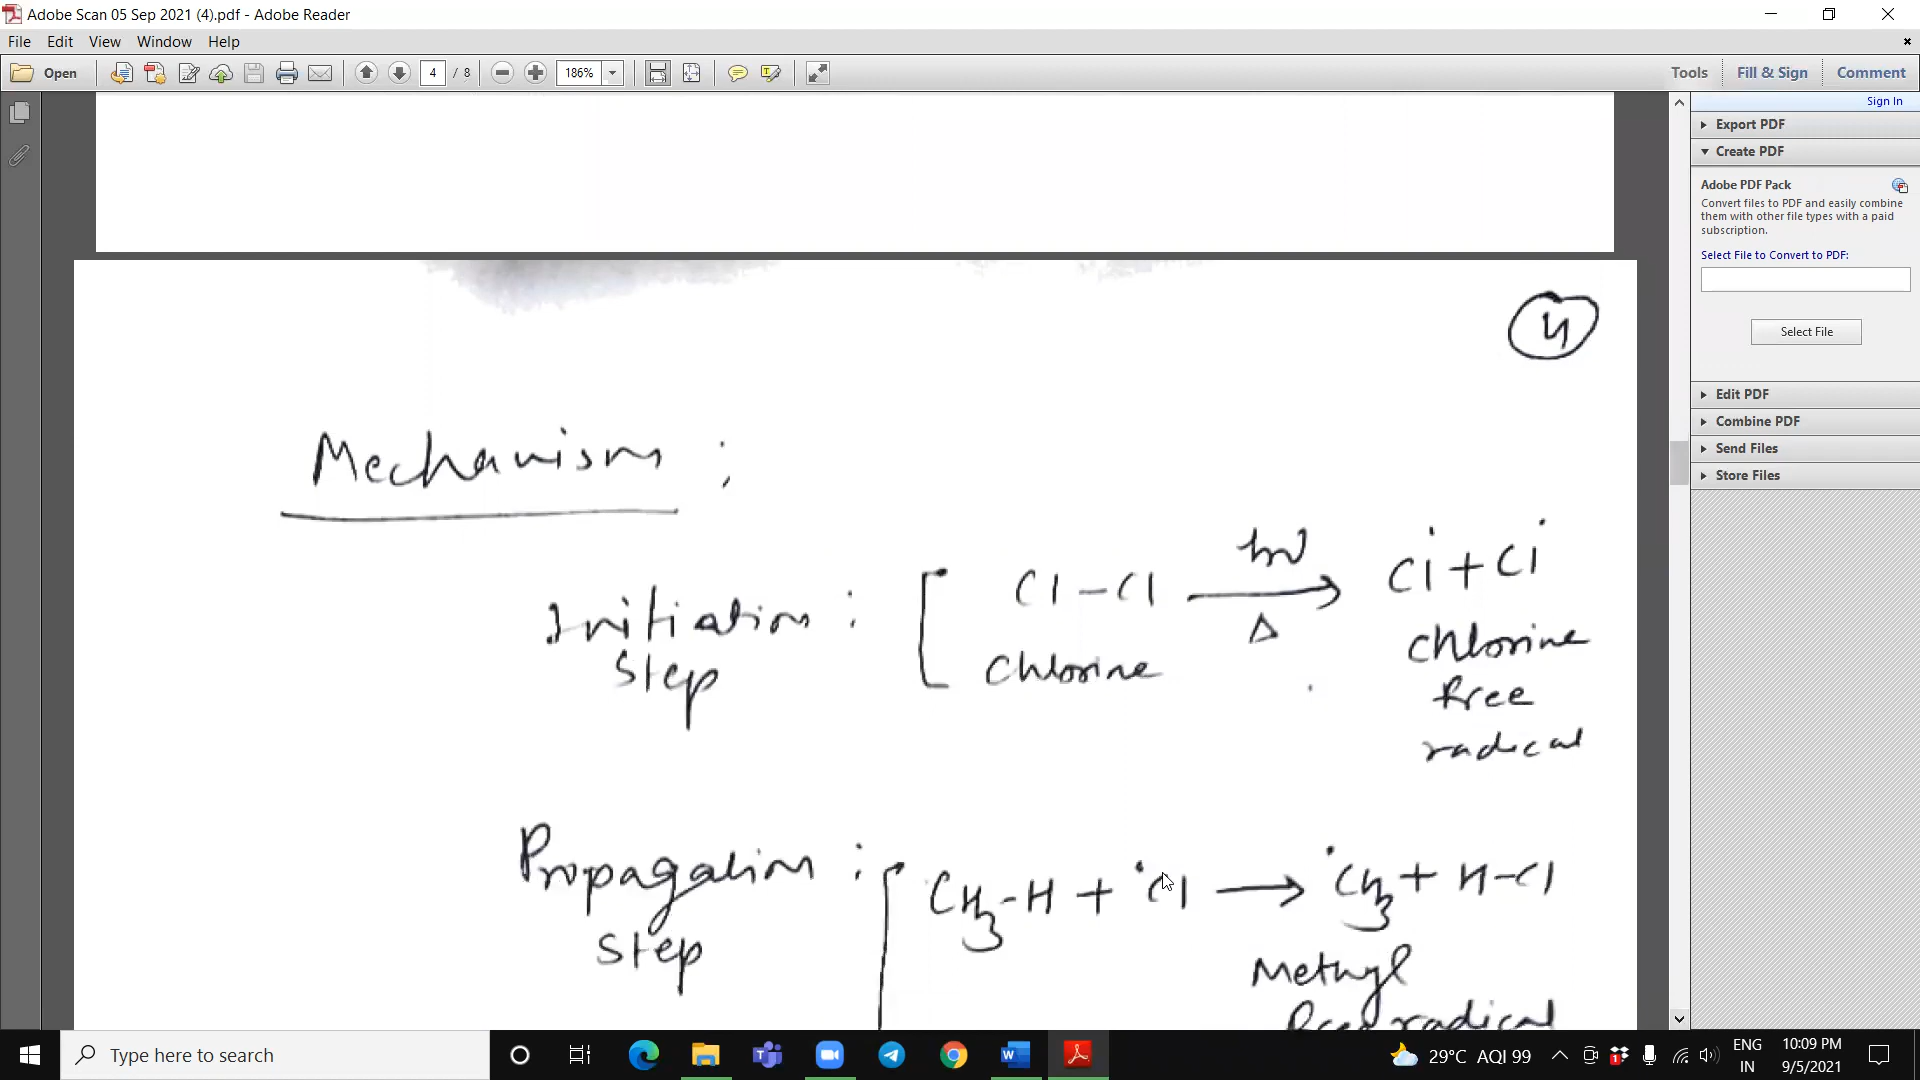 Adobe Scan 05 Sep 2021 (4).pdf - Adobe Reader
File Edit View Window Help
Open 4 / 8 186% Tools Fill & Sign Comment
Sign In
Export PDF
Create PDF
Adobe PDF Pack
Convert files to PDF and easily combine
them with other file types with a paid
subscription.
Select File to Convert to PDF:
Select File
Edit PDF
Combine PDF
Send Files
Store Files
4
Mechanism :
Initiation : Cl - Cl hν → Cl• + Cl•
Step Chlorine Δ chlorine
free
radical
Propagation : CH₃-H + •Cl → •CH₃ + H-Cl
Step Methyl
free radical
Type here to search
29°C AQI 99
ENG
IN
10:09 PM
9/5/2021